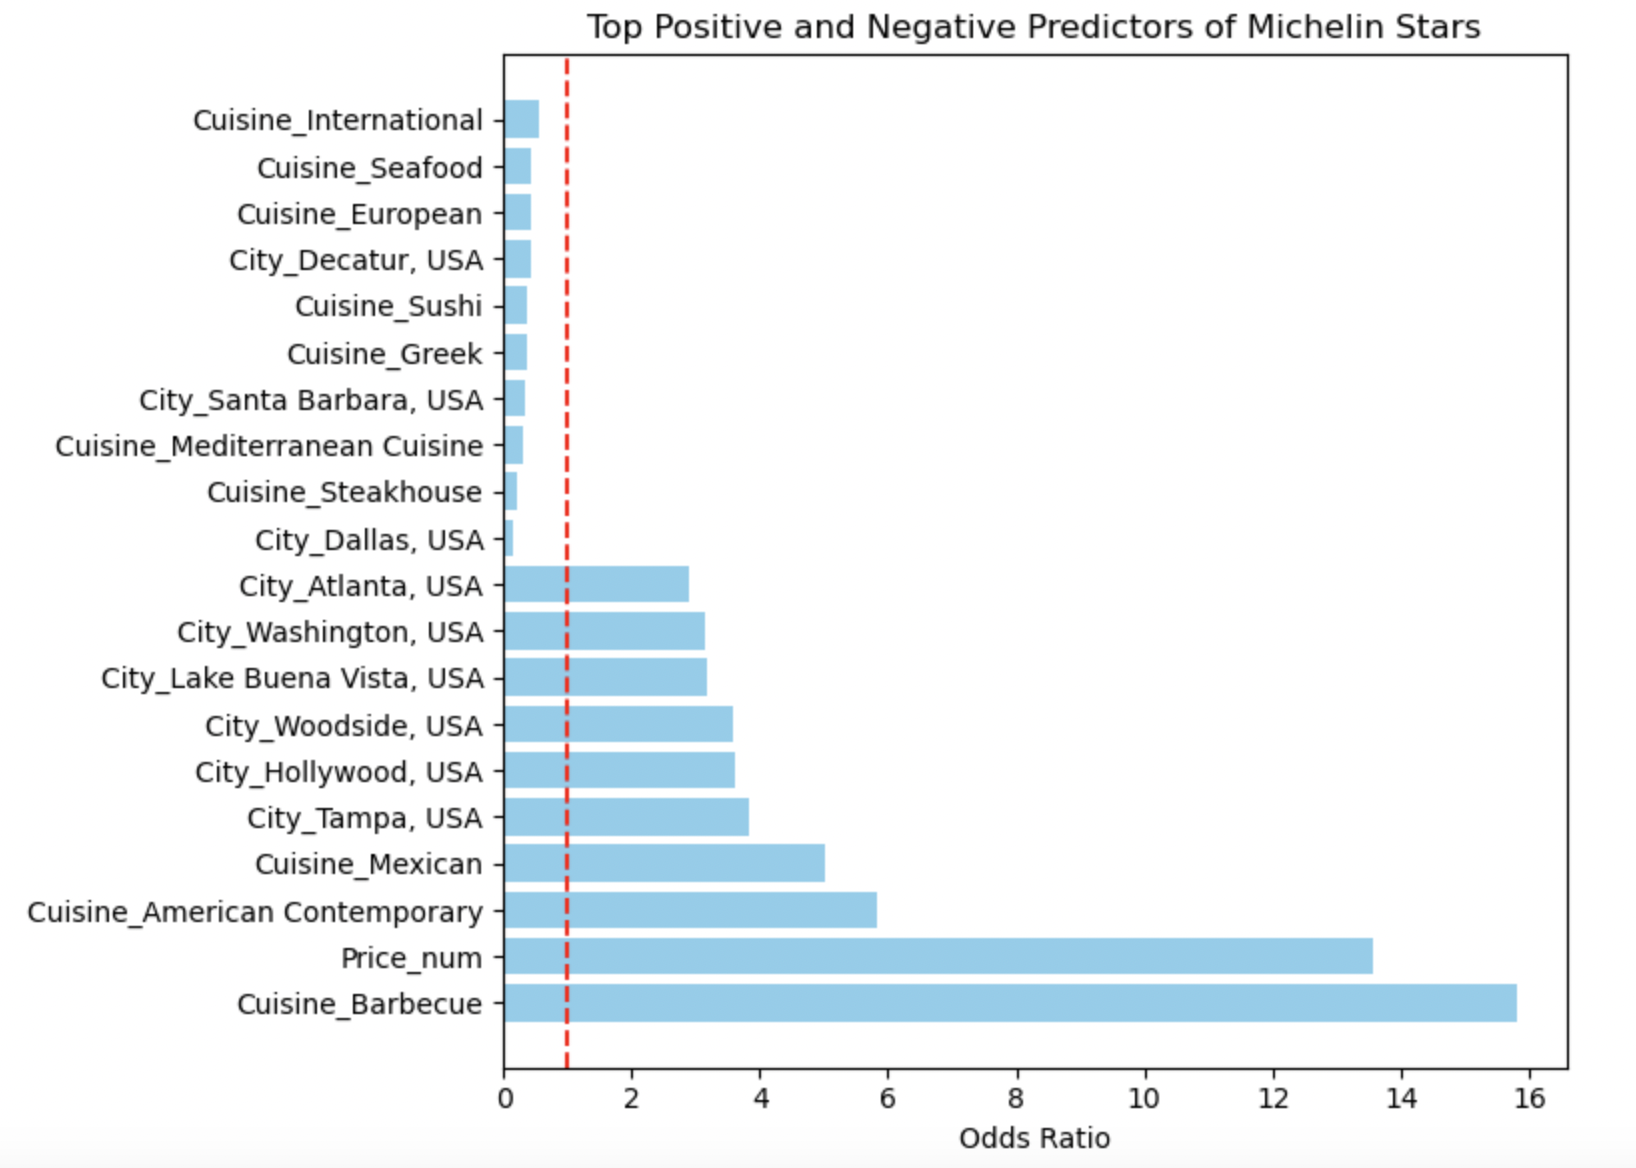 Top Positive and Negative Predictors of Michelin Stars
Cuisine_International
Cuisine_Seafood
Cuisine_European
City_Decatur, USA
Cuisine_Sushi
Cuisine_Greek
City_Santa Barbara, USA
Cuisine_Mediterranean Cuisine
Cuisine_Steakhouse
City_Dallas, USA
City_Atlanta, USA
City_Washington, USA
City_Lake Buena Vista, USA
City_Woodside, USA
City_Hollywood, USA
City_Tampa, USA
Cuisine_Mexican
Cuisine_American Contemporary
Price_num
Cuisine_Barbecue
0 2 4 6 8 10 12 14 16
Odds Ratio